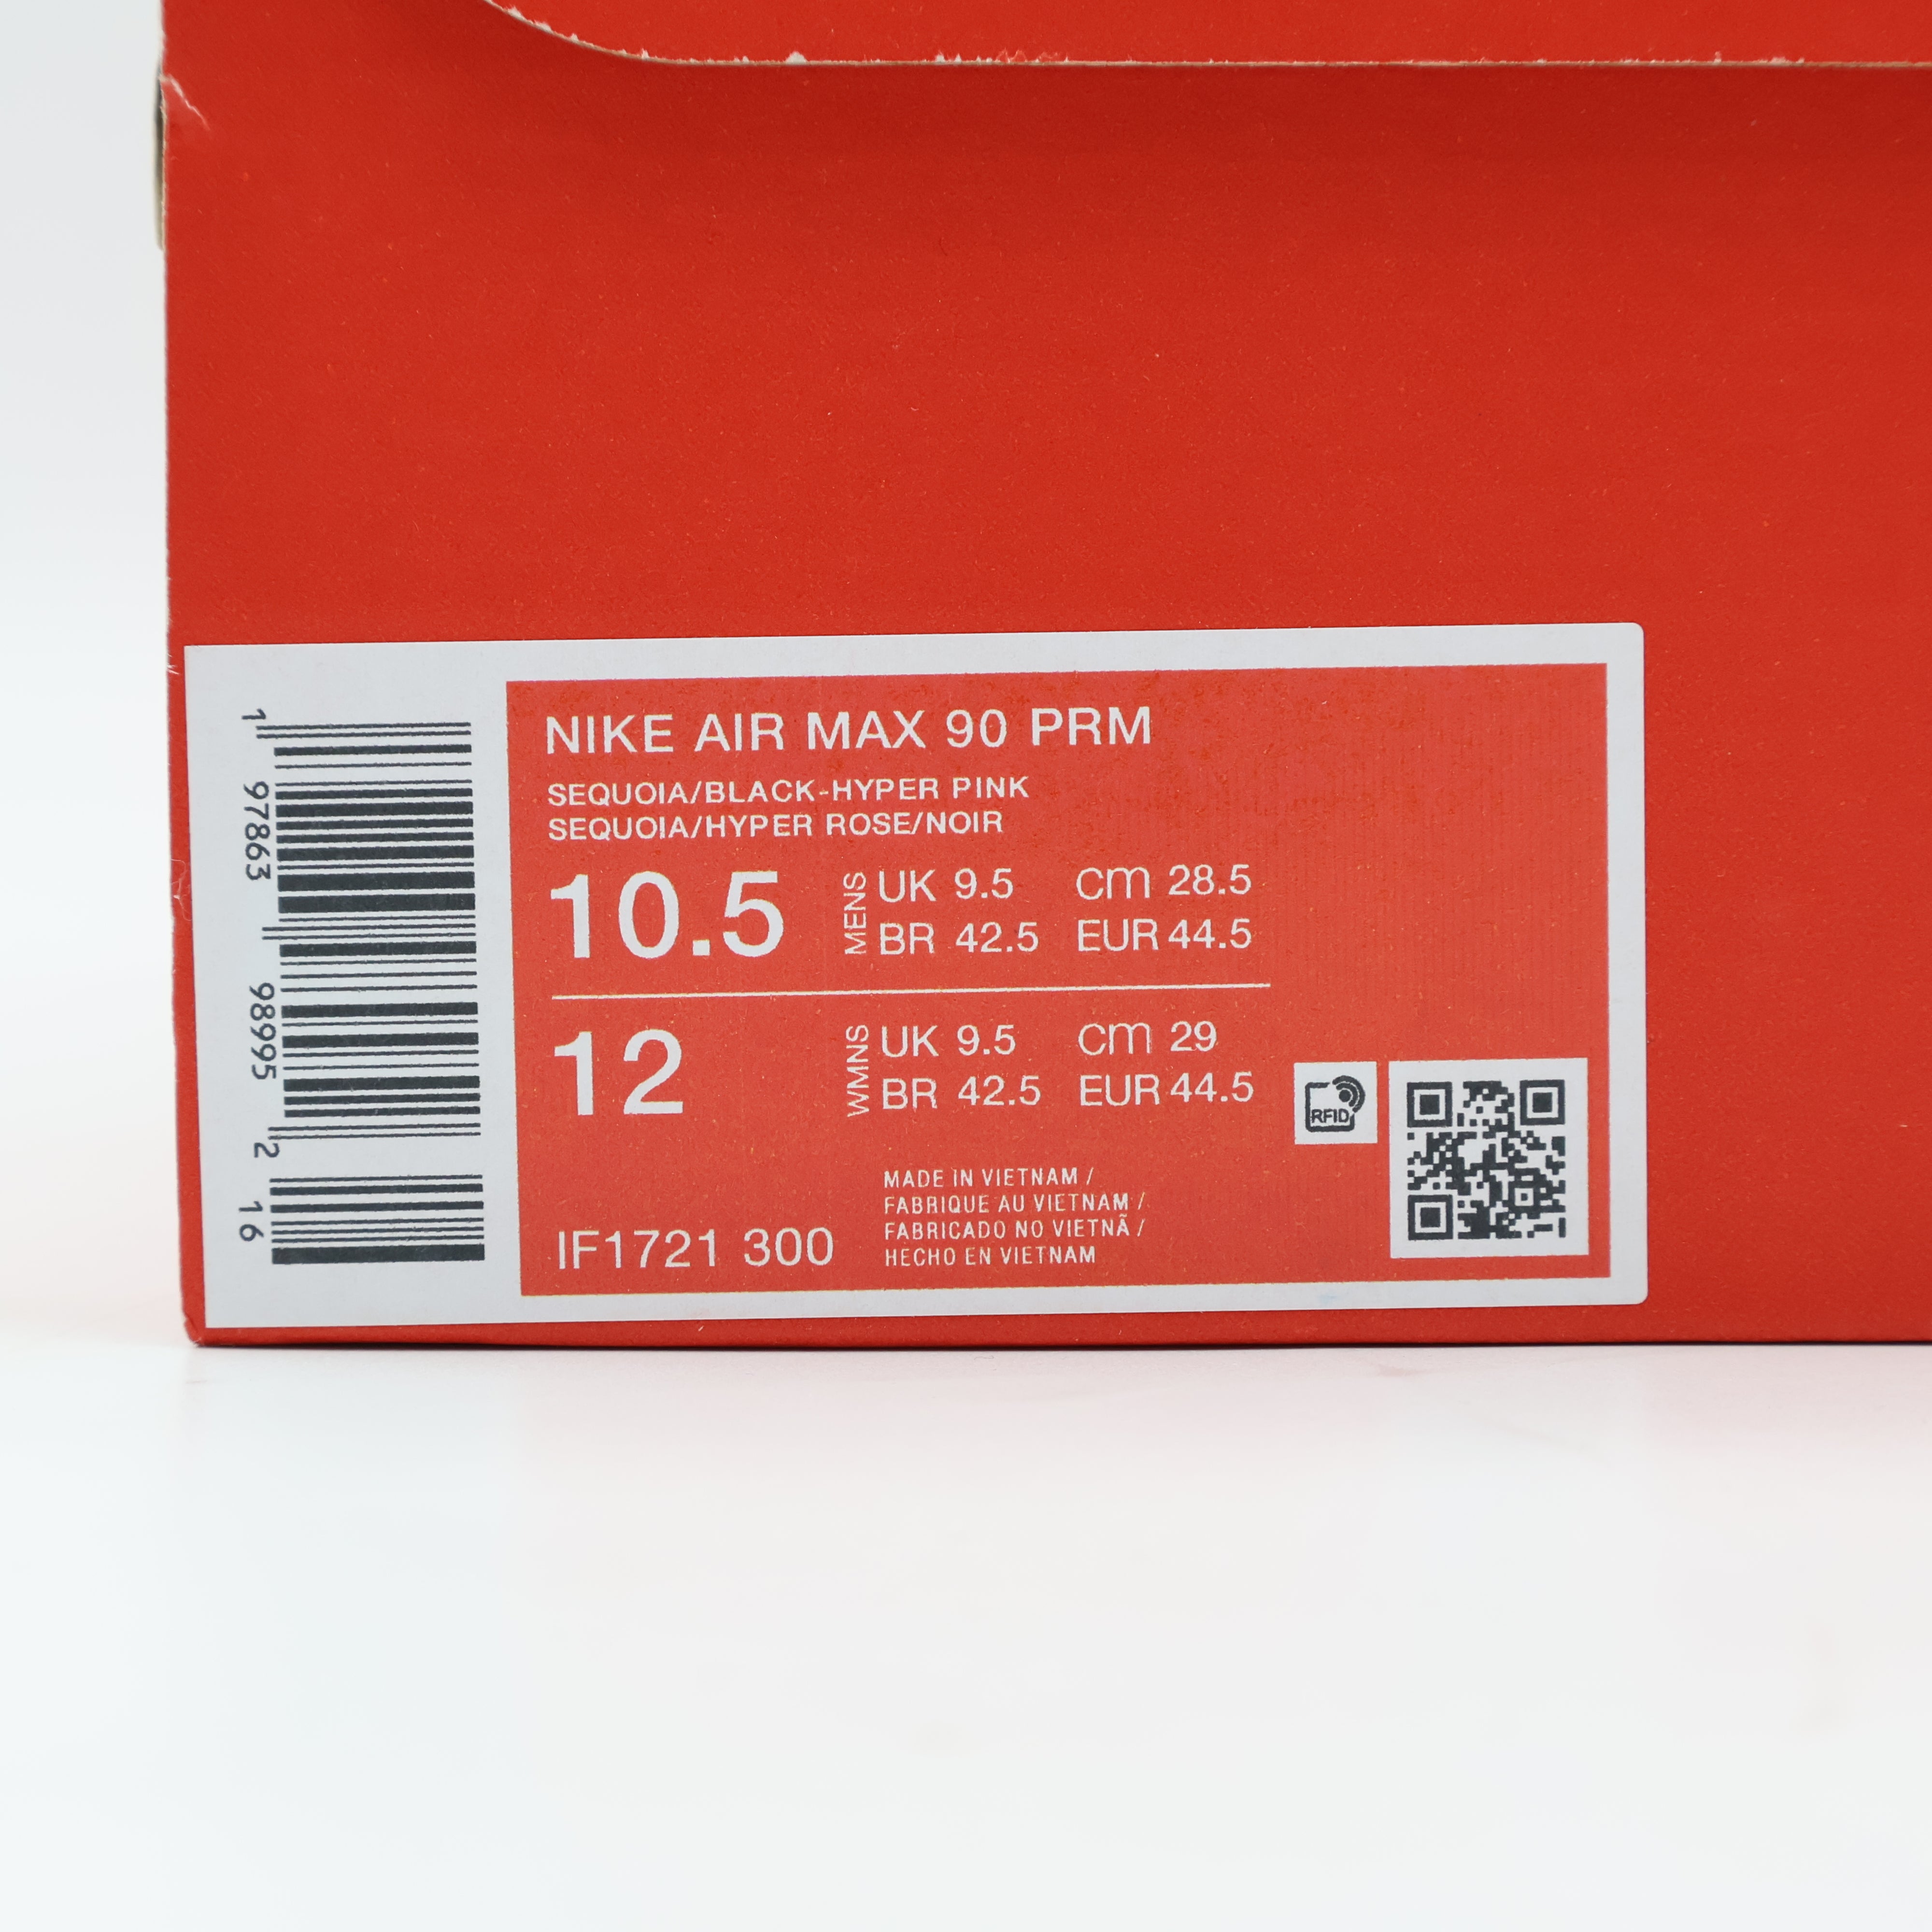 1 97863 98995 2 16
NIKE AIR MAX 90 PRM
SEQUOIA/BLACK-HYPER PINK
SEQUOIA/HYPER ROSE/NOIR
10.5 MENS UK 9.5 cm 28.5
BR 42.5 EUR 44.5
12 WMNS UK 9.5 cm 29
BR 42.5 EUR 44.5
RFID
MADE IN VIETNAM /
FABRIQUE AU VIETNAM /
FABRICADO NO VIETNÃ /
HECHO EN VIETNAM
IF1721 300